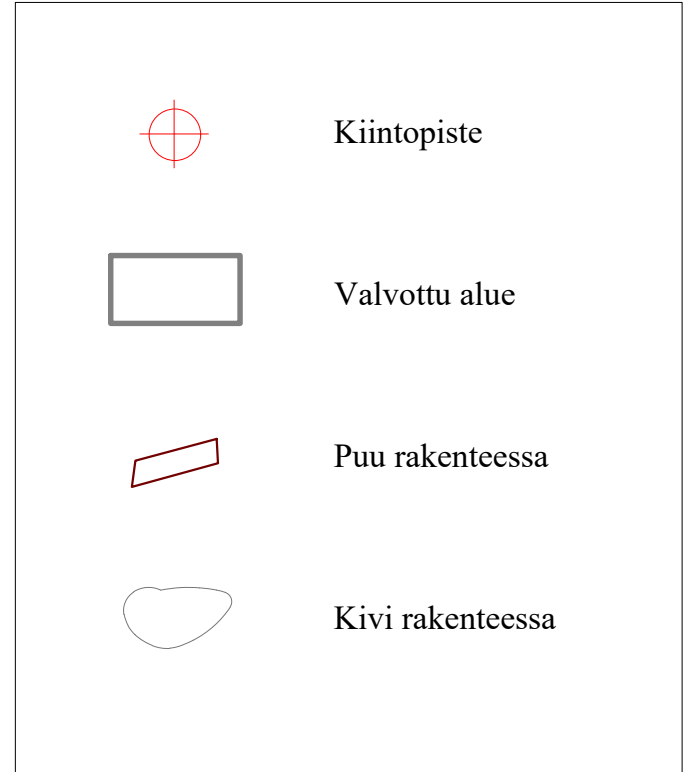 Kiintopiste
Valvottu alue
Puu rakenteessa
Kivi rakenteessa